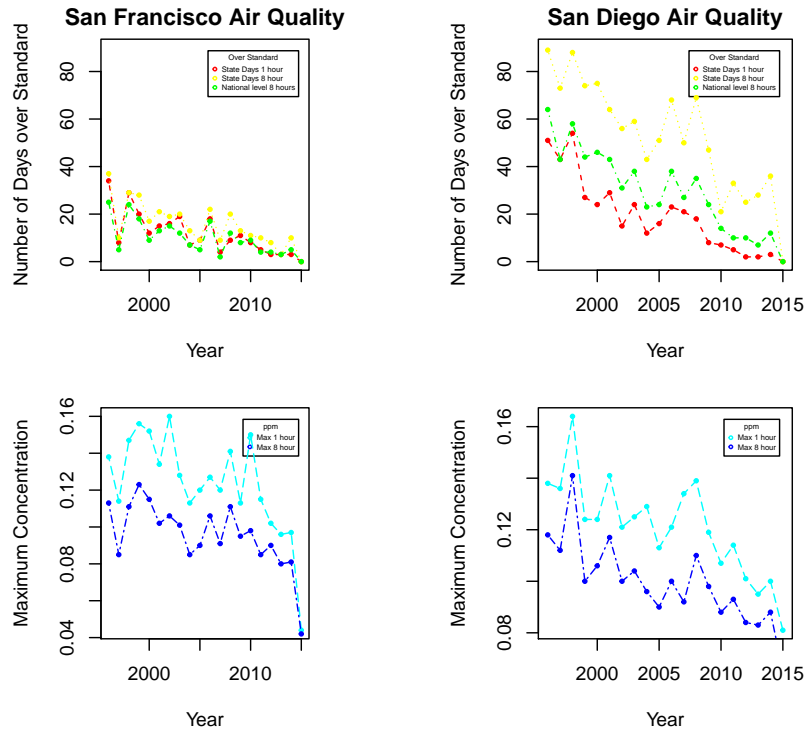 San Francisco Air Quality
Number of Days over Standard
80
60
40
20
0
Over Standard
State Days 1 hour
State Days 8 hour
National level 8 hours
2000
2010
Year
San Diego Air Quality
Number of Days over Standard
80
60
40
20
0
Over Standard
State Days 1 hour
State Days 8 hour
National level 8 hours
2000
2005
2010
2015
Year
Maximum Concentration
0.16
0.12
0.08
0.04
ppm
Max 1 hour
Max 8 hour
2000
2010
Year
Maximum Concentration
0.16
0.12
0.08
ppm
Max 1 hour
Max 8 hour
2000
2005
2010
2015
Year